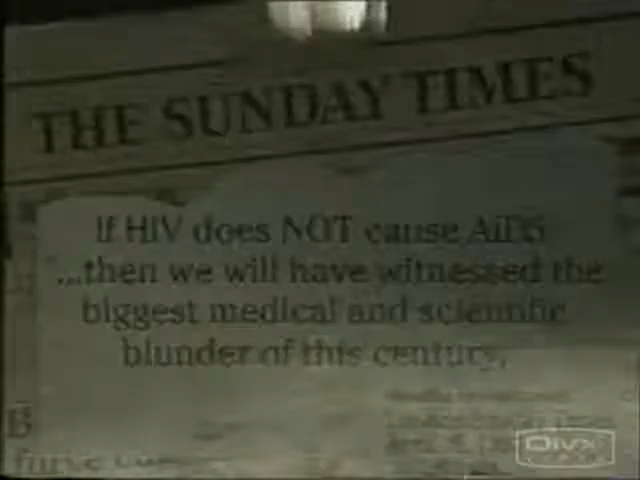 THE SUNDAY TIMES
If HIV does NOT cause AIDS
...then we will have witnessed the
biggest medical and scientific
blunder of this century.
B
DivX